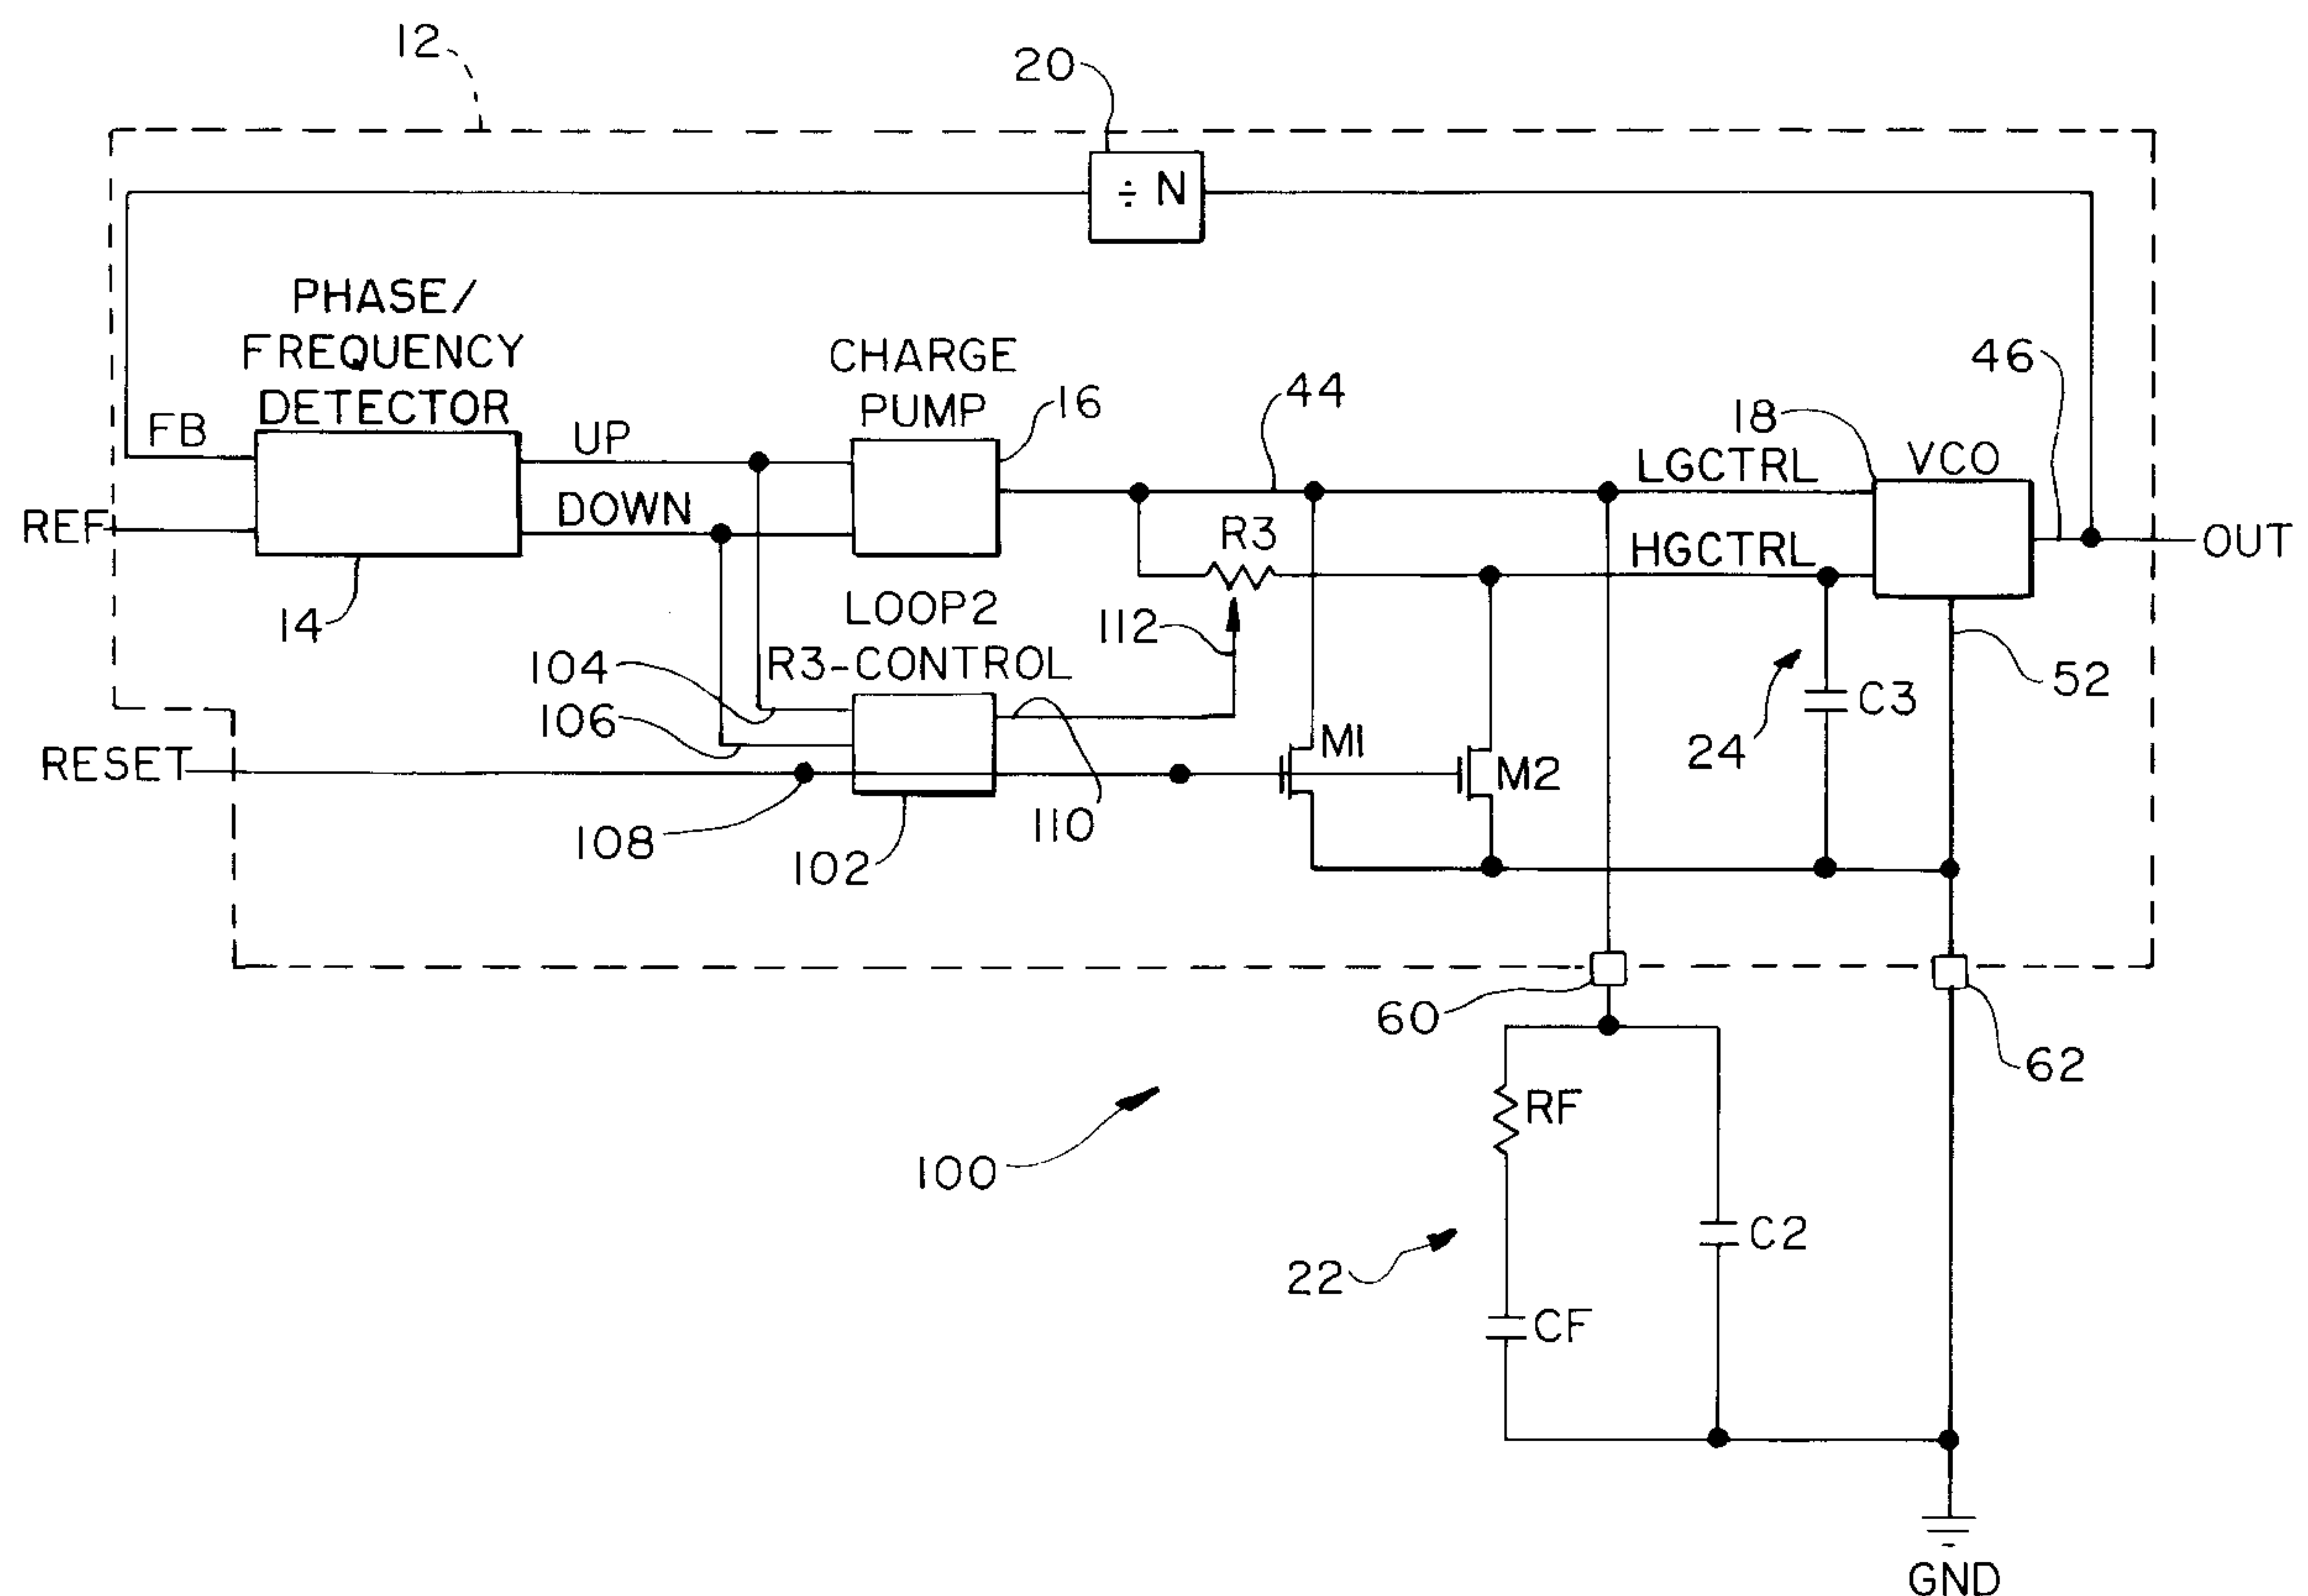 12
20
÷ N
PHASE/
FREQUENCY
DETECTOR
CHARGE
PUMP
16
44
46
18
VCO
FB
UP
LGCTRL
REF
DOWN
R3
HGCTRL
OUT
14
LOOP2
R3-CONTROL
112
104
106
52
C3
24
RESET
M1
M2
108
102
110
60
62
RF
100
22
C2
CF
GND